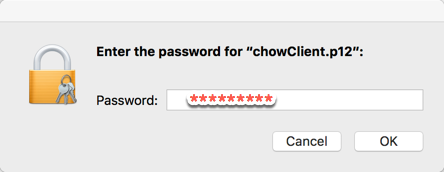 Enter the password for “chowClient.p12”:
Password: *********
Cancel OK